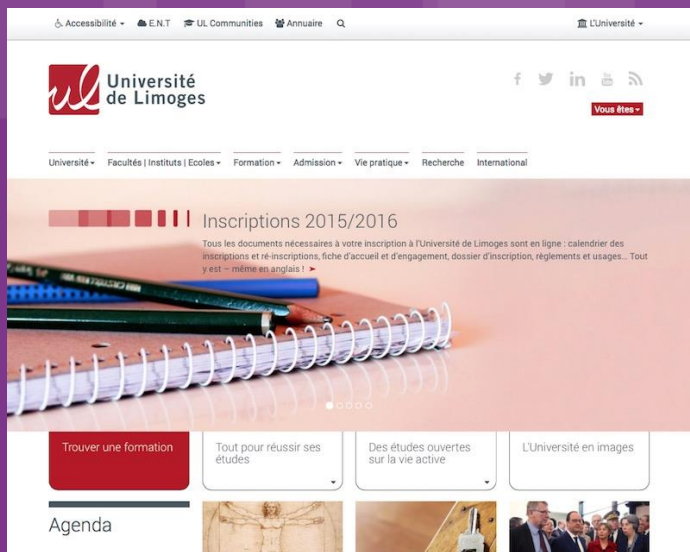 Accessibilité E.N.T UL Communities Annuaire L'Université
Université
de Limoges
Vous êtes
Université Facultés | Instituts | Ecoles Formation Admission Vie pratique Recherche International
Inscriptions 2015/2016
Tous les documents nécessaires à votre inscription à l'Université de Limoges sont en ligne : calendrier des
inscriptions et ré-inscriptions, fiche d'accueil et d'engagement, dossier d'inscription, règlements et usages... Tout
y est – même en anglais !
Trouver une formation
Tout pour réussir ses
études
Des études ouvertes
sur la vie active
L'Université en images
Agenda